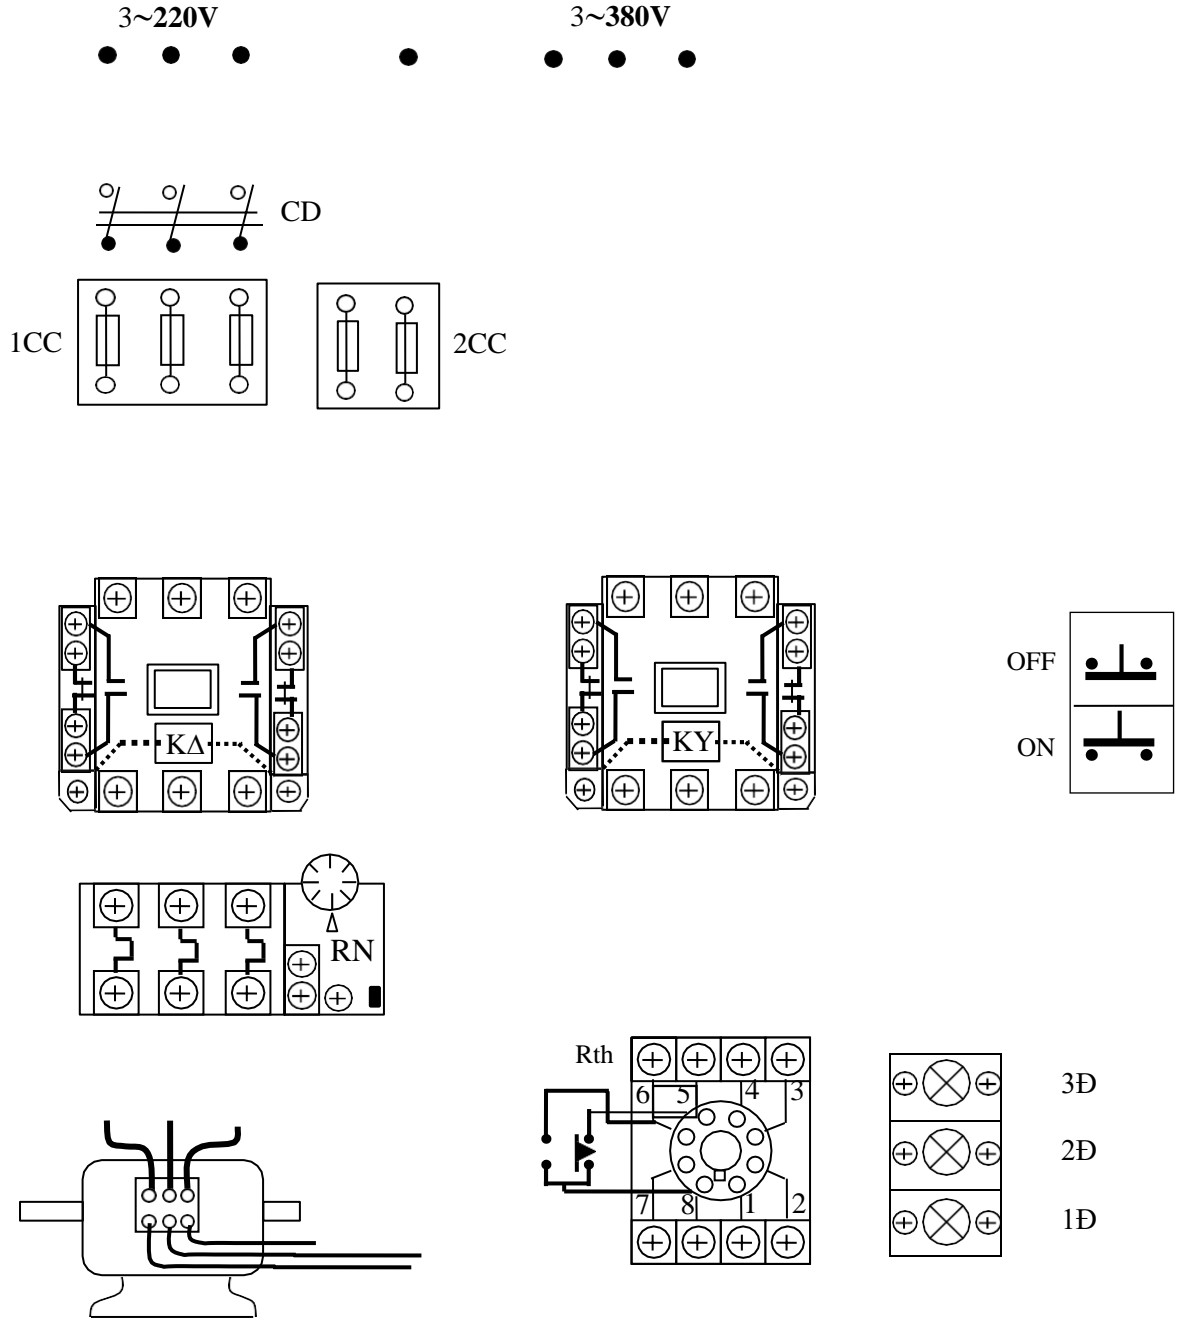 3~220V
3~380V
CD
1CC
2CC
OFF
KΔ
KY
ON
RN
Rth
6 5 4 3
3Đ
2Đ
7 8 1 2
1Đ